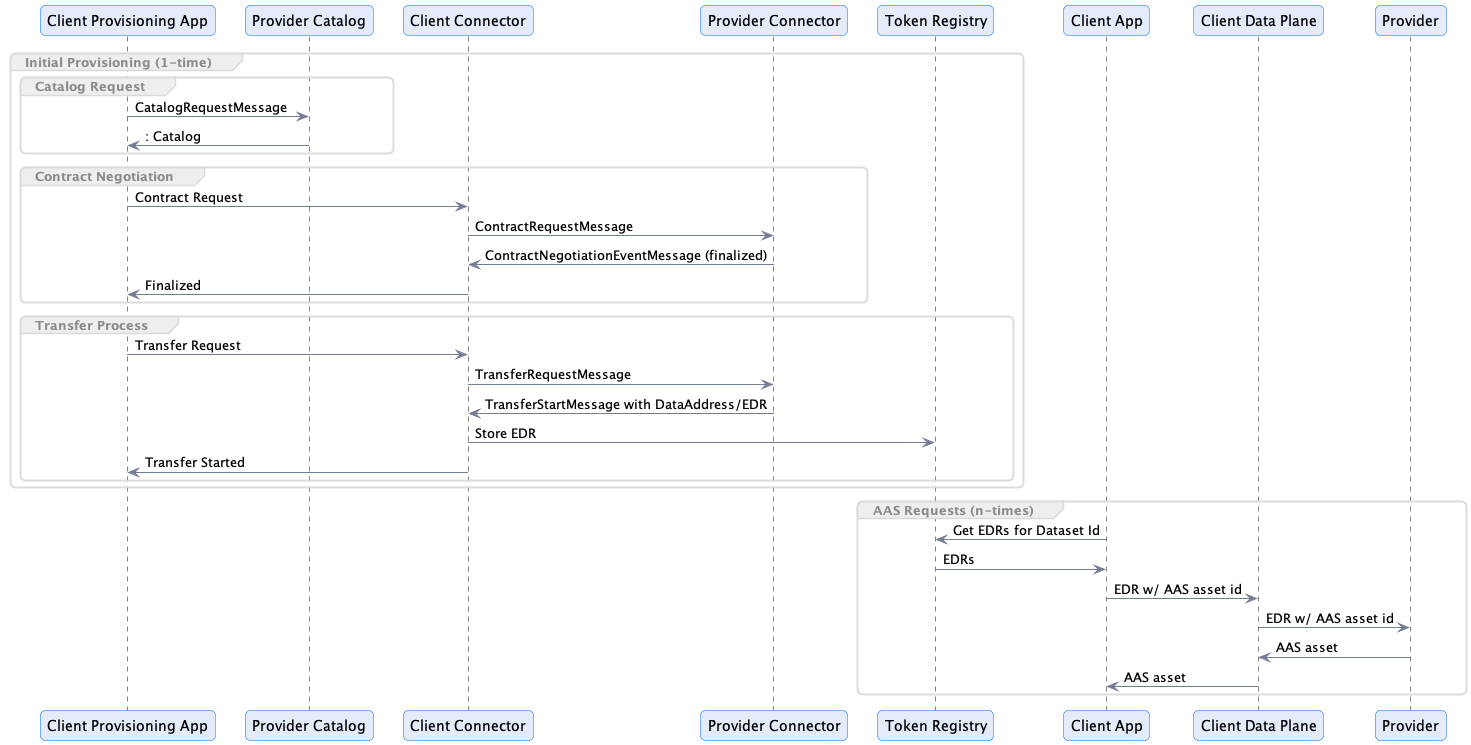 Client Provisioning App
Provider Catalog
Client Connector
Provider Connector
Token Registry
Client App
Client Data Plane
Provider
Initial Provisioning (1-time)
Catalog Request
CatalogRequestMessage
: Catalog
Contract Negotiation
Contract Request
ContractRequestMessage
ContractNegotiationEventMessage (finalized)
Finalized
Transfer Process
Transfer Request
TransferRequestMessage
TransferStartMessage with DataAddress/EDR
Store EDR
Transfer Started
AAS Requests (n-times)
Get EDRs for Dataset Id
EDRs
EDR w/ AAS asset id
EDR w/ AAS asset id
AAS asset
AAS asset
Client Provisioning App
Provider Catalog
Client Connector
Provider Connector
Token Registry
Client App
Client Data Plane
Provider